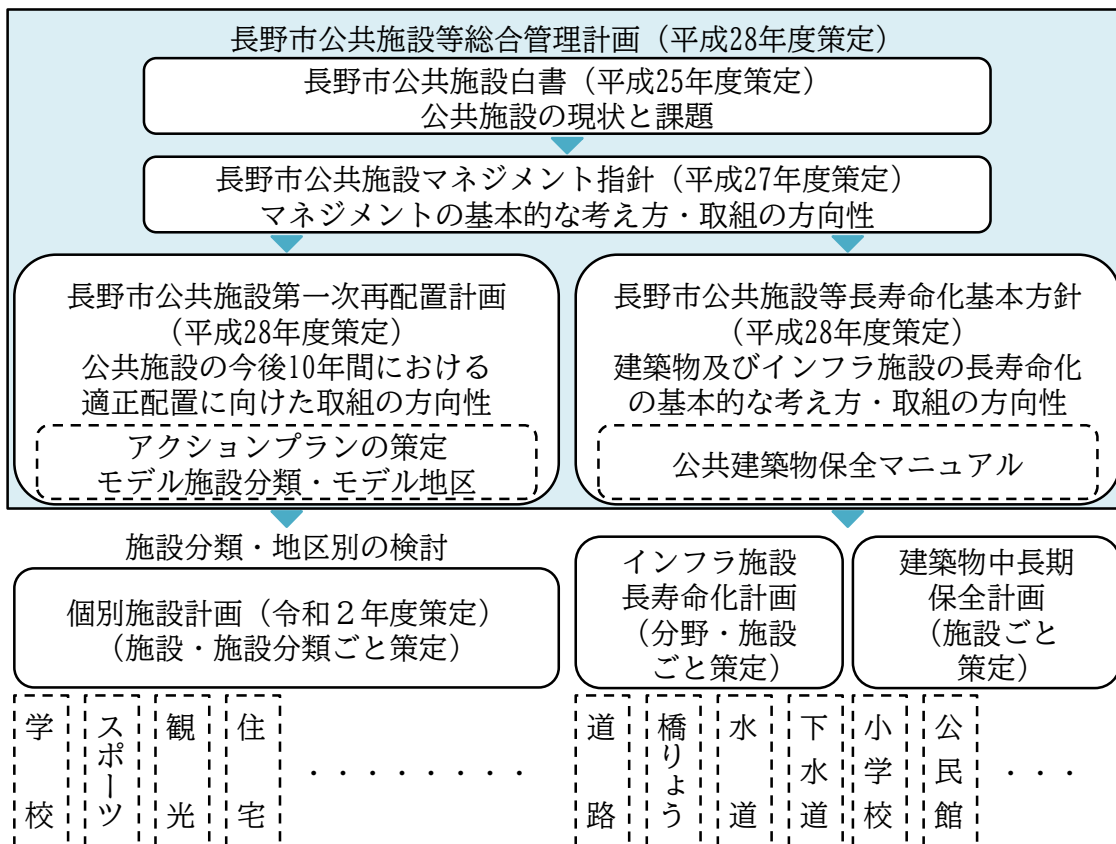 長野市公共施設等総合管理計画（平成28年度策定）
長野市公共施設白書（平成25年度策定）
公共施設の現状と課題
長野市公共施設マネジメント指針（平成27年度策定）
マネジメントの基本的な考え方・取組の方向性
長野市公共施設第一次再配置計画
（平成28年度策定）
公共施設の今後10年間における
適正配置に向けた取組の方向性
アクションプランの策定
モデル施設分類・モデル地区
長野市公共施設等長寿命化基本方針
（平成28年度策定）
建築物及びインフラ施設の長寿命化
の基本的な考え方・取組の方向性
公共建築物保全マニュアル
施設分類・地区別の検討
個別施設計画（令和２年度策定）
（施設・施設分類ごと策定）
インフラ施設
長寿命化計画
（分野・施設
ごと策定）
建築物中長期
保全計画
（施設ごと
策定）
学校
スポーツ
観光
住宅
・・・・・・・・
道路
橋りょう
水道
下水道
小学校
公民館
・・・